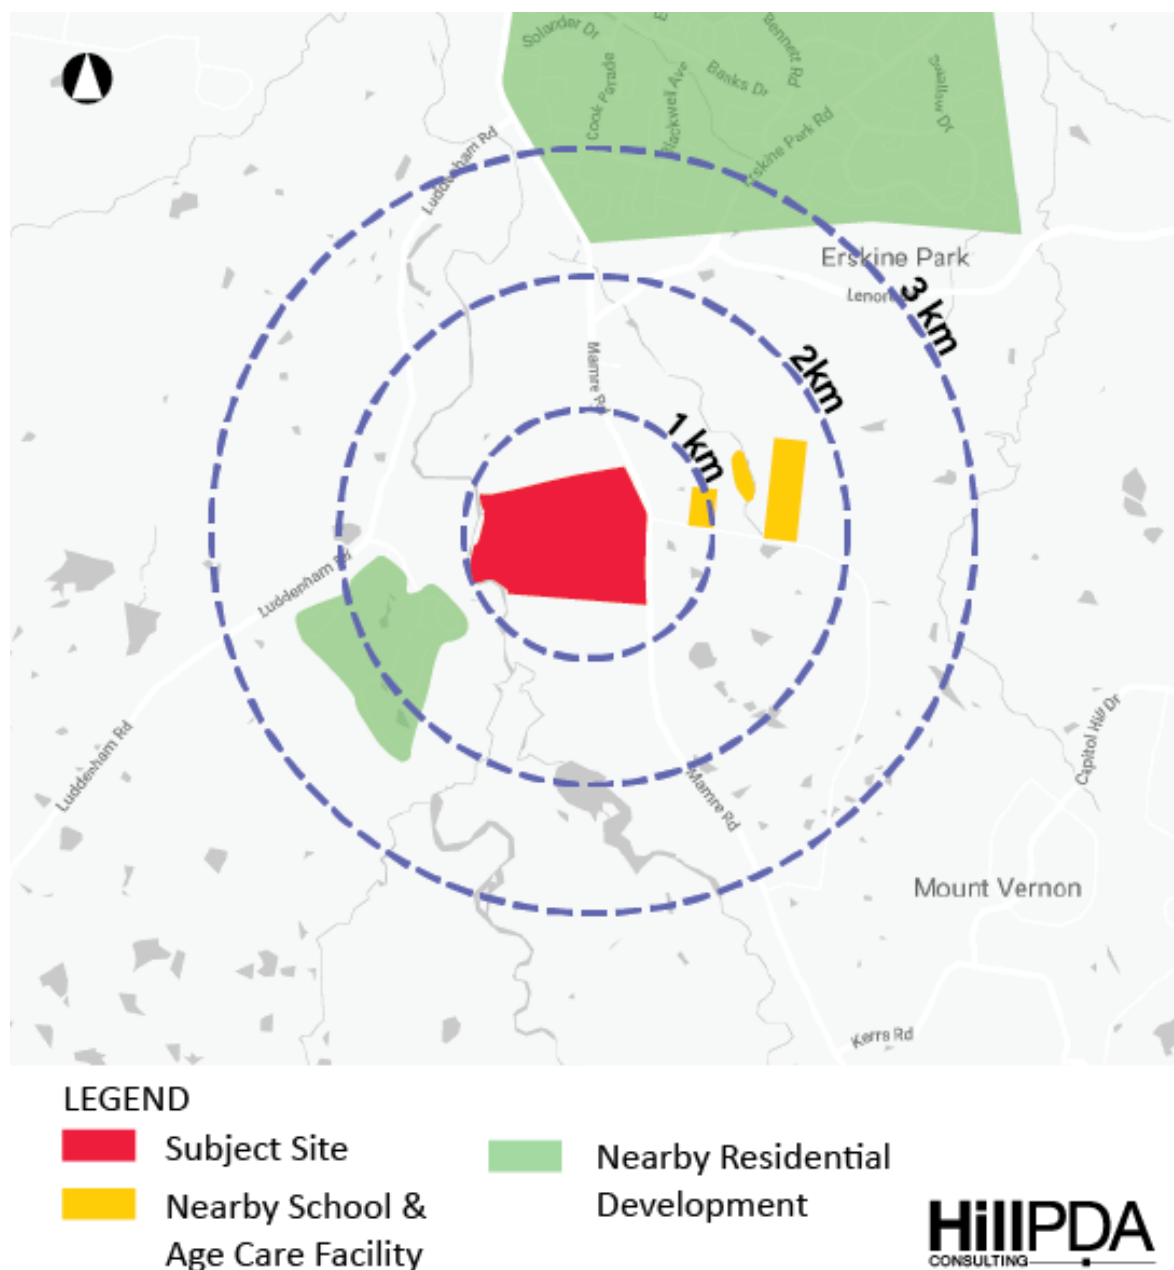 Solander Dr
Bennett Rd
Cook Parade
Blackwell Ave
Banks Dr
Swallow Dr
Erskine Park Rd
Luddenham Rd
Erskine Park
Lenore
3 km
Mamre Rd
2km
1 km
Luddenham Rd
Luddenham Rd
Mamre Rd
Capitol Hill Dr
Mount Vernon
Kerrs Rd
LEGEND
Subject Site
Nearby School &
Age Care Facility
Nearby Residential
Development
HillPDA
CONSULTING